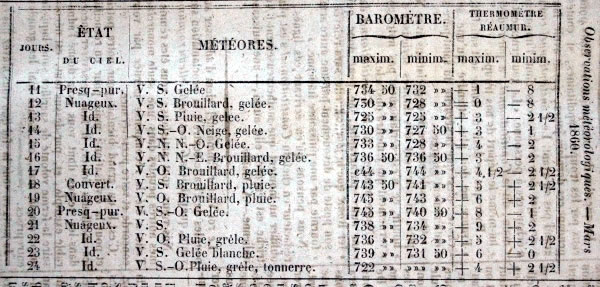 JOURS. ÉTAT DU CIEL. MÉTÉORES. BAROMÈTRE. THERMOMÈTRE RÉAUMUR.
maxim. minim. maxim. minim.
11 Presq-pur. V. S. Gelée 734 50 732 »» — 1 — 8
12 Nuageux. V. S. Brouillard, gelée. 730 »» 728 »» — 0 — 8
13 Id. V. S. Pluie, gelée. 725 »» 725 »» + 3 — 2 1/2
14 Id. V. S.-O. Neige, gelée. 730 »» 727 50 + 3 — 1
15 Id. V. N. N.-O. Gelée. 733 »» 728 »» + 4 — 2
16 Id. V. N. N.-E. Brouillard, gelée. 736 50 736 »» + 3 — 2
17 Id. V. O. Brouillard, gelée. c44 »» 744 »» 4 1/2 — 2 1/2
18 Couvert. V. S. Brouillard, pluie. 743 50 741 »» + 5 + 2 1/2
19 Nuageux. V. O. Brouillard, pluie. 745 »» 743 »» + 6 + 2
20 Presq-pur. V. S.-O. Gelée. 743 »» 740 50 + 8 — 1
21 Nuageux. V. S. 738 »» 734 »» + 9 + 2
22 Id. V. O. Pluie, grêle. 736 »» 732 »» + 5 + 2 1/2
23 Id. V. S. Gelée blanche. 739 »» 731 50 + 6 — 0
24 Id. V. S.-O. Pluie, grêle, tonnerre. 722 »» »» + 4 + 2 1/2
Observations météorologiques. — Mars
1860.